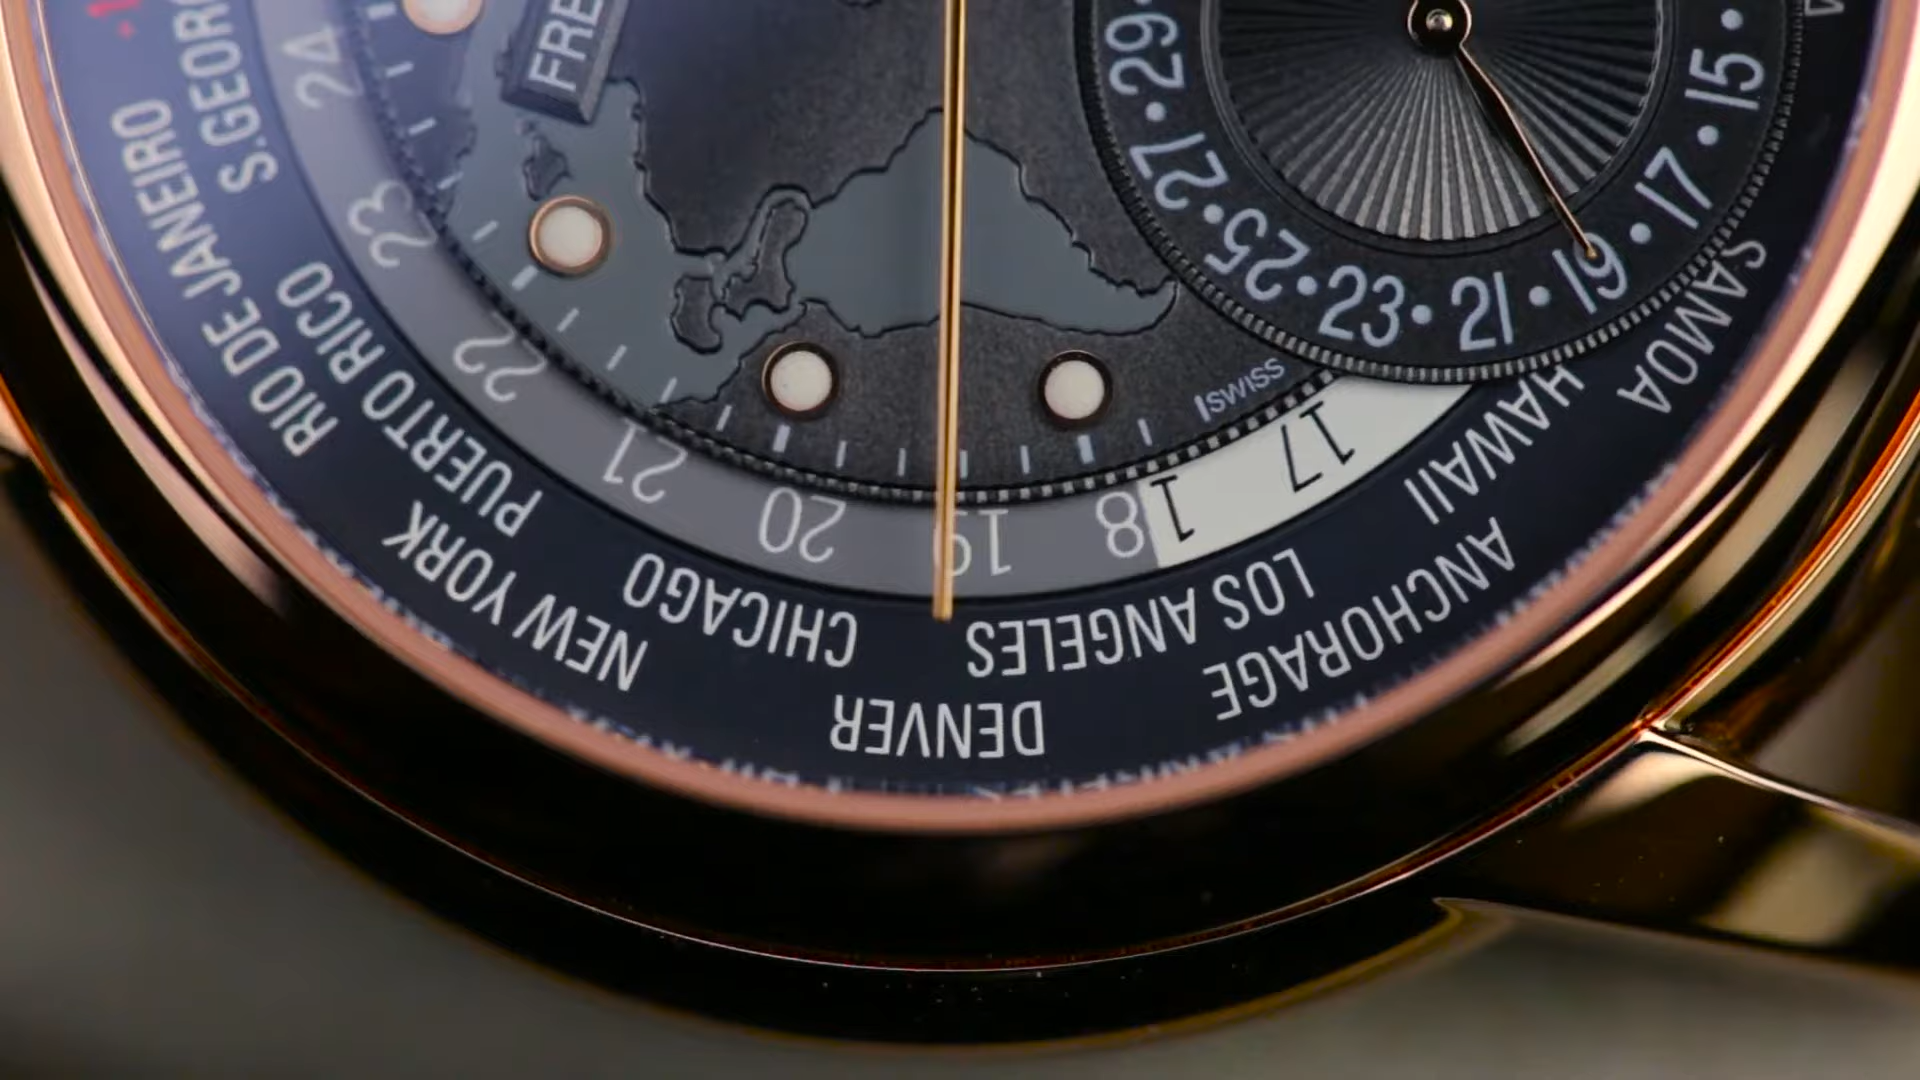 FRE
S.GEORG
RIO DE JANEIRO
PUERTO RICO
NEW YORK
CHICAGO
DENVER
LOS ANGELES
ANCHORAGE
HAWAII
SAMOA
24
23
22
21
20
19
18
17
SWISS
29 • 27 • 25 • 23 • 21 • 19 • 17 • 15 •